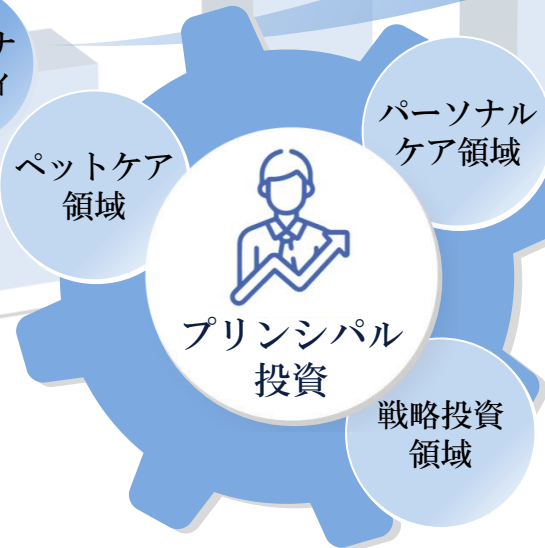 ペットケア
領域
パーソナル
ケア領域
プリンシパル
投資
戦略投資
領域